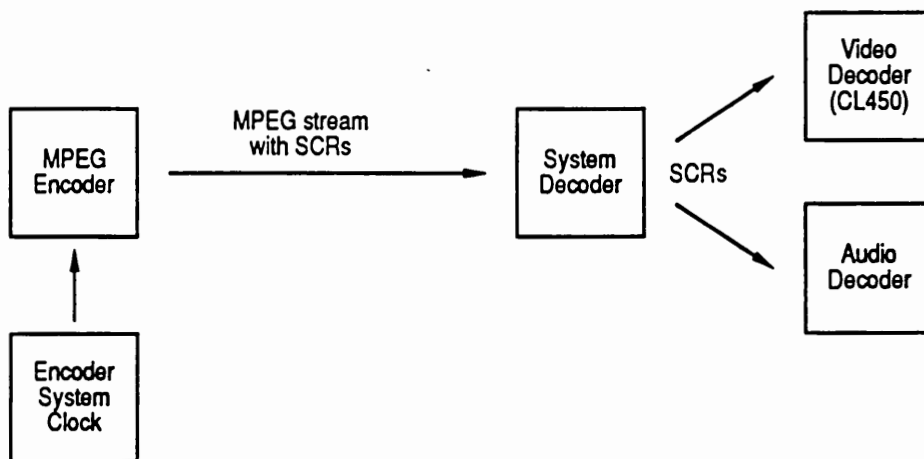 MPEG
Encoder
MPEG stream
with SCRs
System
Decoder
SCRs
Video
Decoder
(CL450)
Audio
Decoder
Encoder
System
Clock